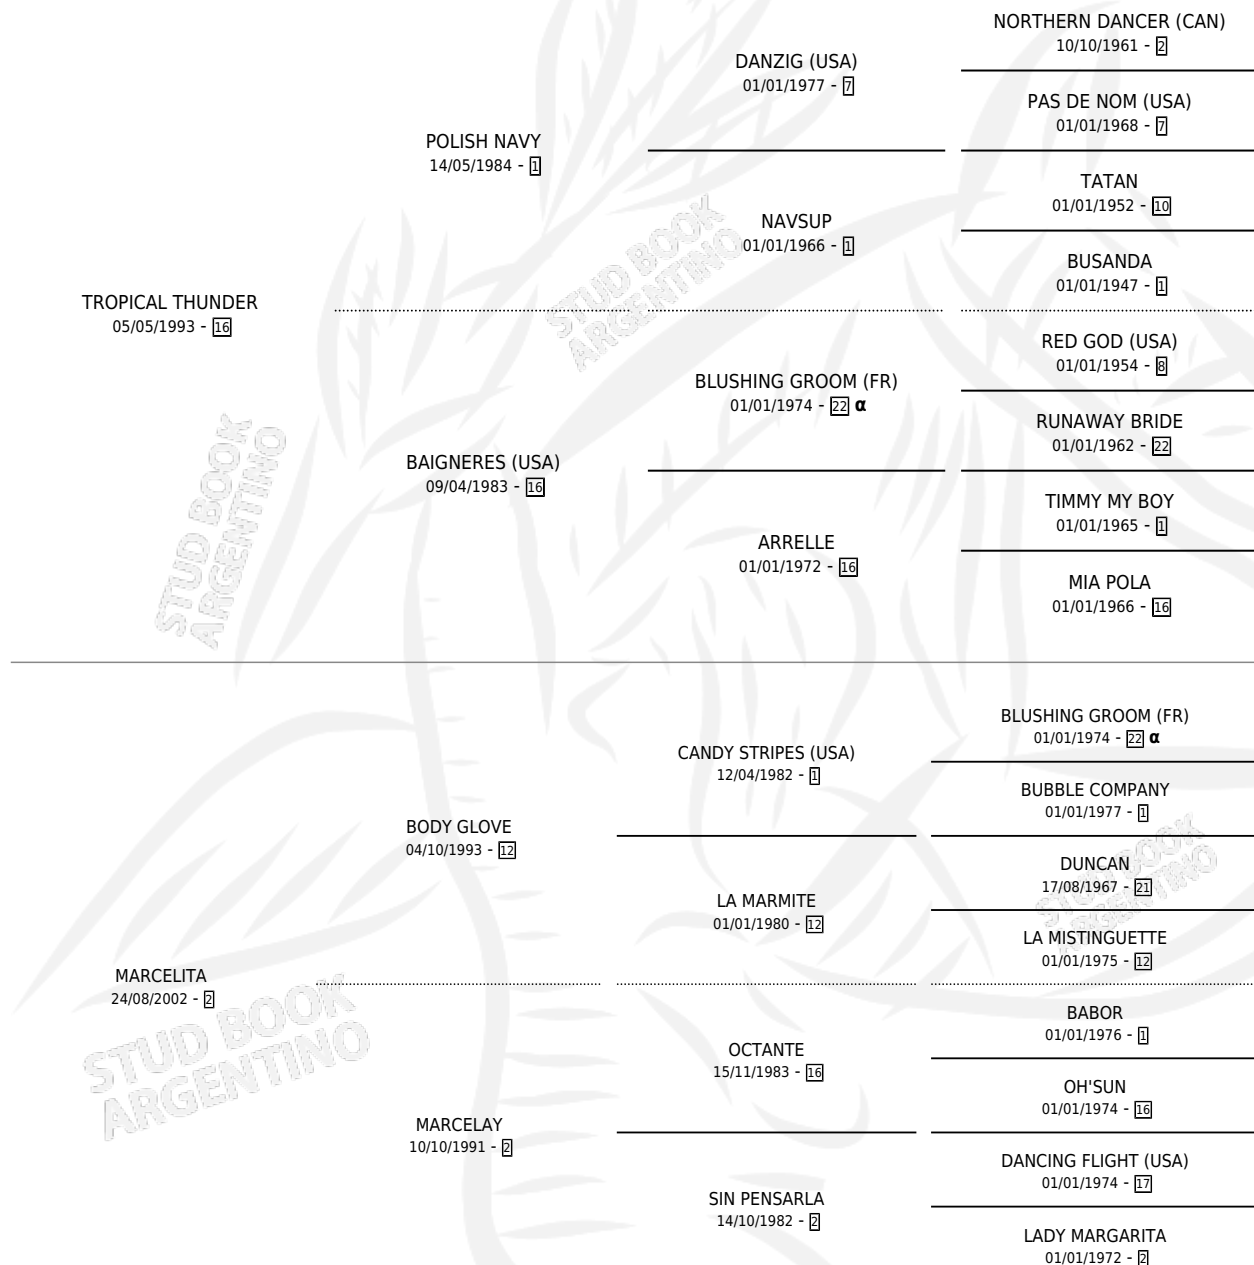 NORTHERN DANCER (CAN)
10/10/1961 - 2
DANZIG (USA)
01/01/1977 - 7
PAS DE NOM (USA)
01/01/1968 - 7
POLISH NAVY
14/05/1984 - 1
TATAN
01/01/1952 - 10
NAVSUP
01/01/1966 - 1
BUSANDA
01/01/1947 - 1
TROPICAL THUNDER
05/05/1993 - 16
RED GOD (USA)
01/01/1954 - 8
BLUSHING GROOM (FR)
01/01/1974 - 22 α
RUNAWAY BRIDE
01/01/1962 - 22
BAIGNERES (USA)
09/04/1983 - 16
TIMMY MY BOY
01/01/1965 - 1
ARRELLE
01/01/1972 - 16
MIA POLA
01/01/1966 - 16
BLUSHING GROOM (FR)
01/01/1974 - 22 α
CANDY STRIPES (USA)
12/04/1982 - 1
BUBBLE COMPANY
01/01/1977 - 1
BODY GLOVE
04/10/1993 - 12
DUNCAN
17/08/1967 - 21
LA MARMITE
01/01/1980 - 12
LA MISTINGUETTE
01/01/1975 - 12
MARCELITA
24/08/2002 - 2
BABOR
01/01/1976 - 1
OCTANTE
15/11/1983 - 16
OH'SUN
01/01/1974 - 16
MARCELAY
10/10/1991 - 2
DANCING FLIGHT (USA)
01/01/1974 - 17
SIN PENSARLA
14/10/1982 - 2
LADY MARGARITA
01/01/1972 - 2
STUD BOOK
ARGENTINO
STUD BOOK
ARGENTINO
STUD BOOK
ARGENTINO
STUD BOOK
ARGENTINO